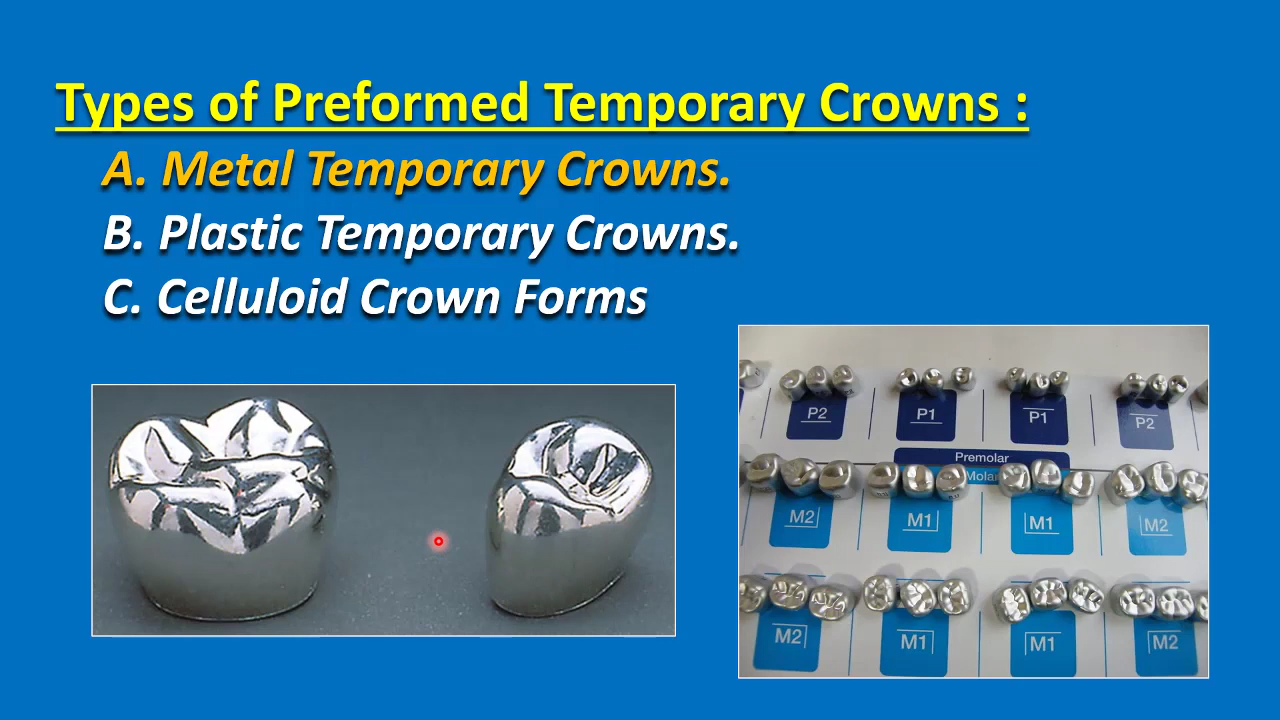 Types of Preformed Temporary Crowns :
A. Metal Temporary Crowns.
B. Plastic Temporary Crowns.
C. Celluloid Crown Forms
P2 P1 P1 P2
Premolar
Molar
M2 M1 M1 M2
M2 M1 M1 M2